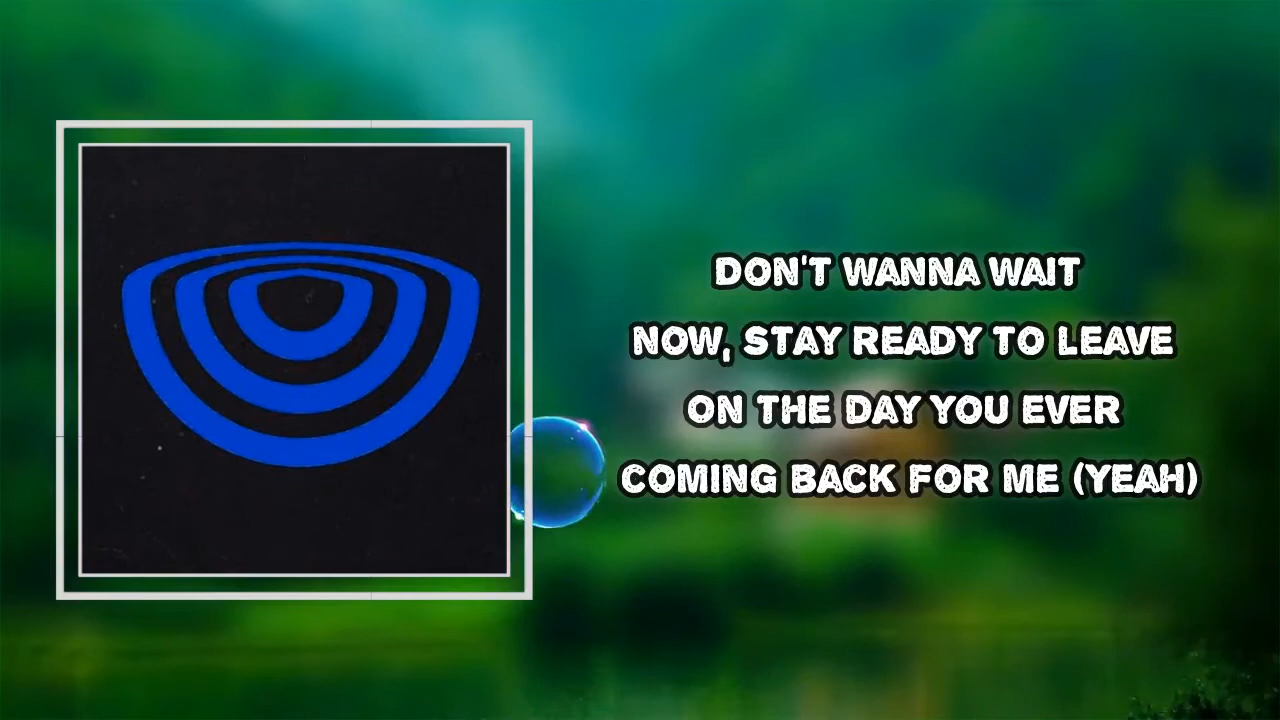 DON'T WANNA WAIT
NOW, STAY READY TO LEAVE
ON THE DAY YOU EVER
COMING BACK FOR ME (YEAH)